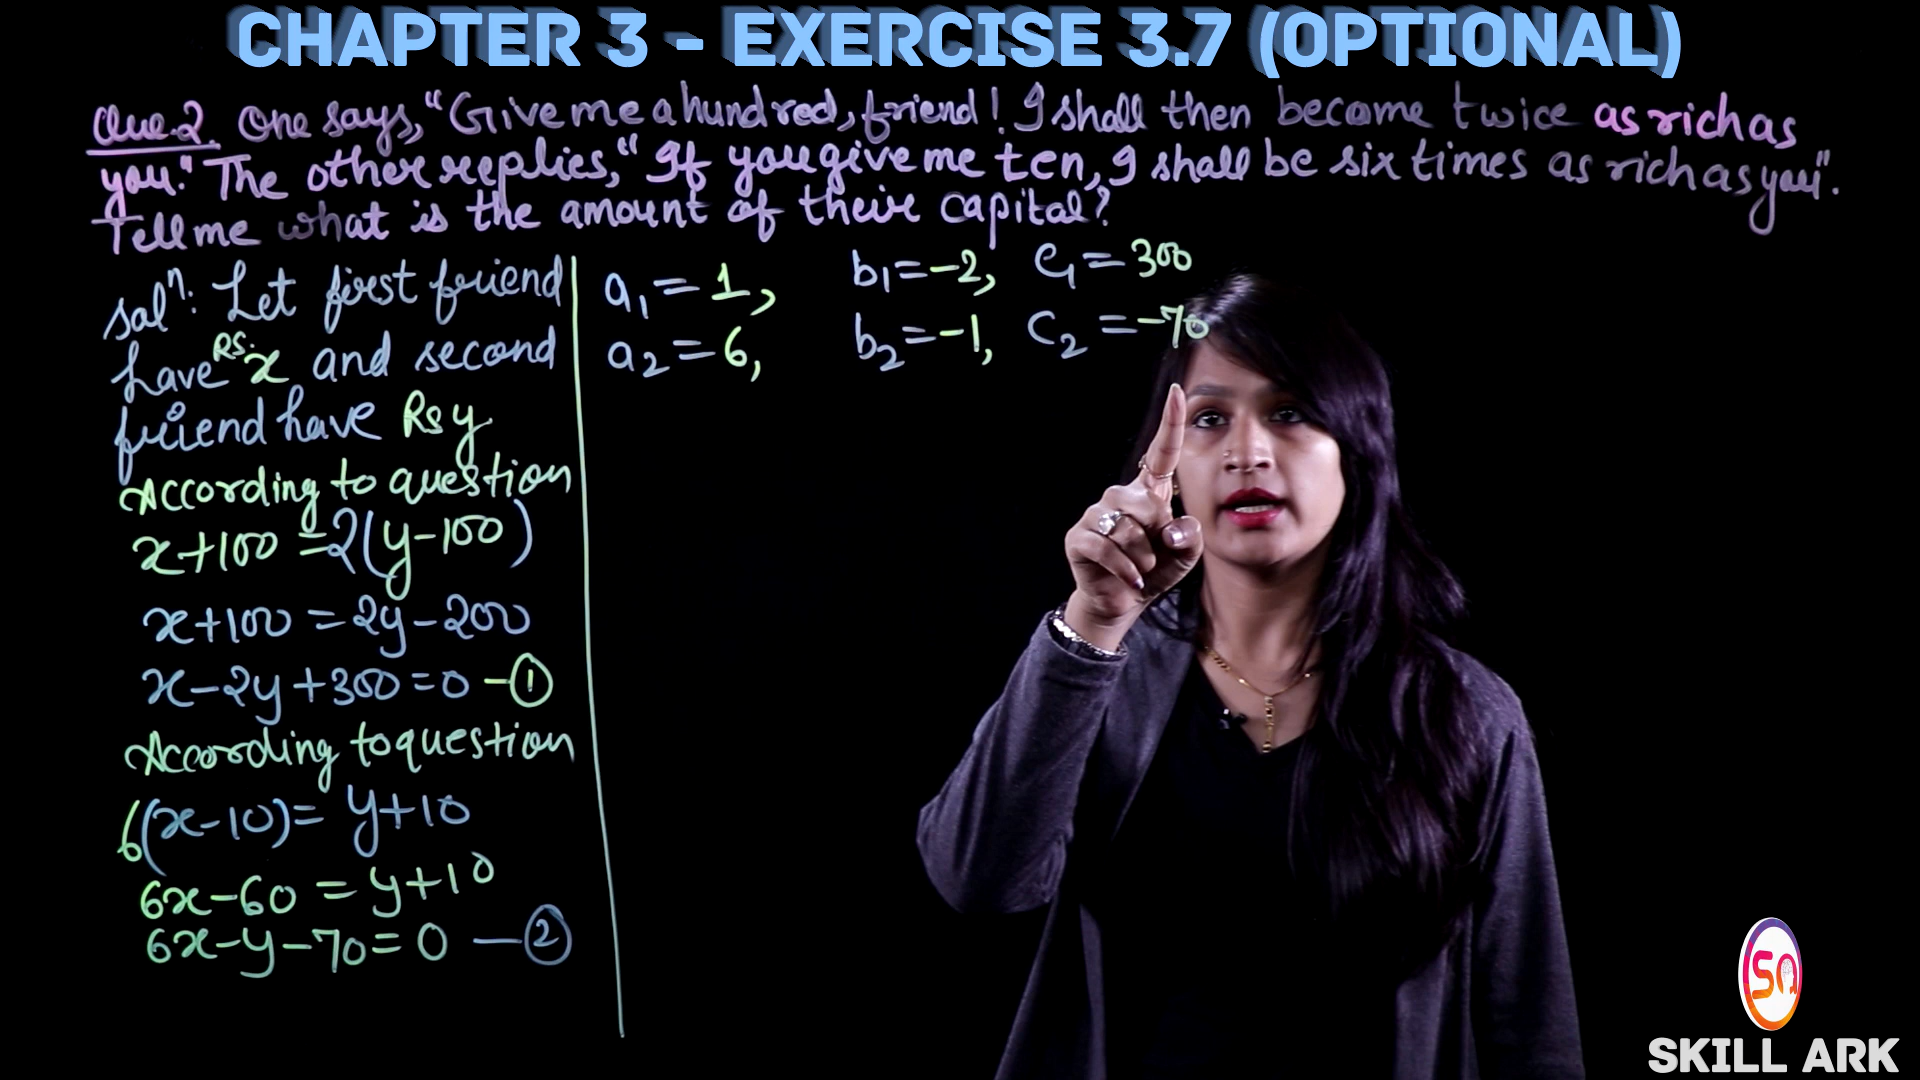 CHAPTER 3 - EXERCISE 3.7 (OPTIONAL)
Que.2. One says, "Give me a hundred, friend! I shall then become twice as rich as
you." The other replies, "If you give me ten, I shall be six times as rich as you".
Tell me what is the amount of their capital?
solⁿ: Let first friend
have Rs. x and second
friend have Rs y
According to question
x+100 = 2(y-100)
x+100 = 2y-200
x-2y+300=0 -①
According to question
6(x-10)= y+10
6x-60 = y+10
6x-y-70=0 -②
a₁ = 1, b₁=-2, c₁=300
a₂ = 6, b₂=-1, c₂=-70
SA
SKILL ARK